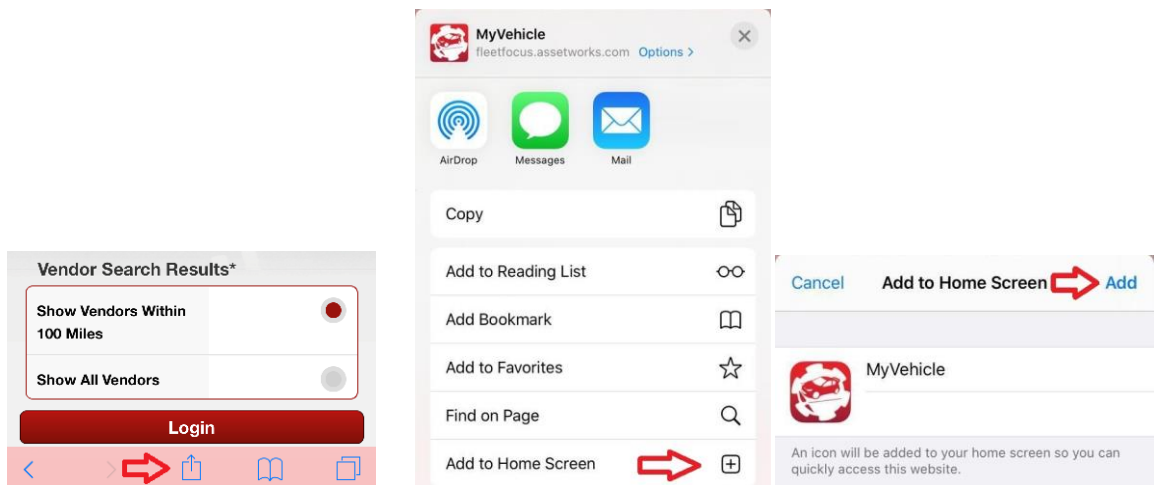 Vendor Search Results*
Show Vendors Within
100 Miles
Show All Vendors
Login
MyVehicle
fleetfocus.assetworks.com Options >
AirDrop Messages Mail
Copy
Add to Reading List
Add Bookmark
Add to Favorites
Find on Page
Add to Home Screen
Cancel Add to Home Screen Add
MyVehicle
An icon will be added to your home screen so you can
quickly access this website.